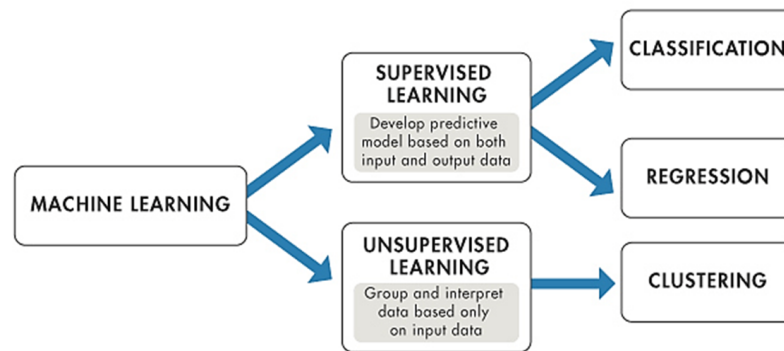 MACHINE LEARNING
SUPERVISED
LEARNING
Develop predictive
model based on both
input and output data
UNSUPERVISED
LEARNING
Group and interpret
data based only
on input data
CLASSIFICATION
REGRESSION
CLUSTERING